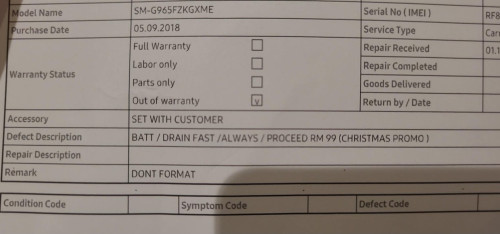 Model Name SM-G965FZKGXME Serial No ( IMEI ) RF8
Purchase Date 05.09.2018 Service Type
Warranty Status Full Warranty Repair Received 01.1
Labor only Repair Completed
Parts only Goods Delivered
Out of warranty v Return by / Date
Accessory SET WITH CUSTOMER
Defect Description BATT / DRAIN FAST /ALWAYS / PROCEED RM 99 (CHRISTMAS PROMO )
Repair Description
Remark DONT FORMAT
Condition Code Symptom Code Defect Code